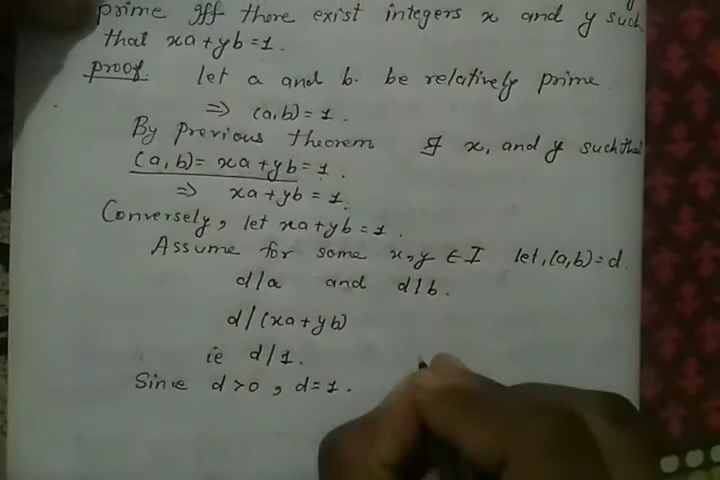 prime iff there exist integers x and y such
that xa+yb=1.
proof. let a and b. be relatively prime
⇒ (a,b)=1.
By previous theorem ∃ x, and y such that
(a,b)= xa+yb=1.
⇒ xa+yb=1.
Conversely, let xa+yb=1.
Assume for some x,y ∈ I let,(a,b)=d
d/a and d/b.
d/(xa+yb)
ie d/1.
Since d>0, d=1.